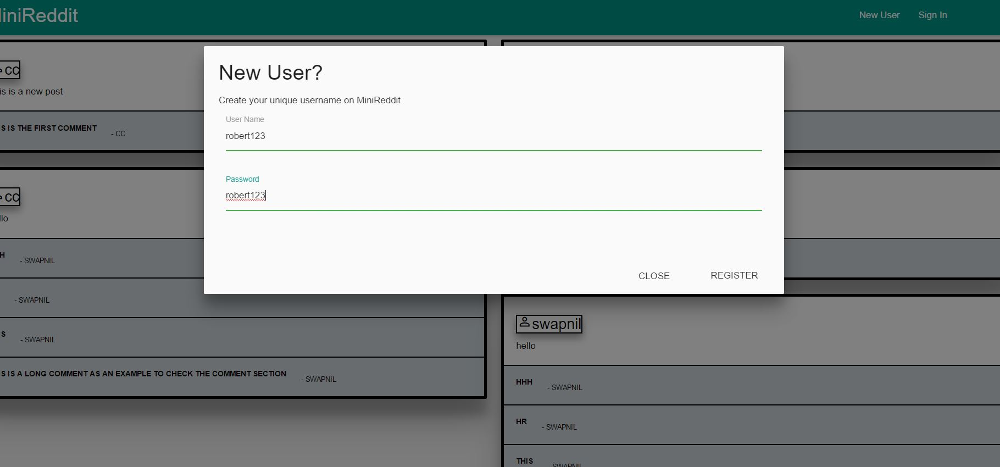 iniReddit
New User
Sign In
CC
is is a new post
S IS THE FIRST COMMENT
- CC
CC
llo
H
- SWAPNIL
- SWAPNIL
S
- SWAPNIL
S IS A LONG COMMENT AS AN EXAMPLE TO CHECK THE COMMENT SECTION
- SWAPNIL
New User?
Create your unique username on MiniReddit
User Name
robert123
Password
robert123
CLOSE
REGISTER
swapnil
hello
HHH
- SWAPNIL
HR
- SWAPNIL
THIS
- SWAPNIL